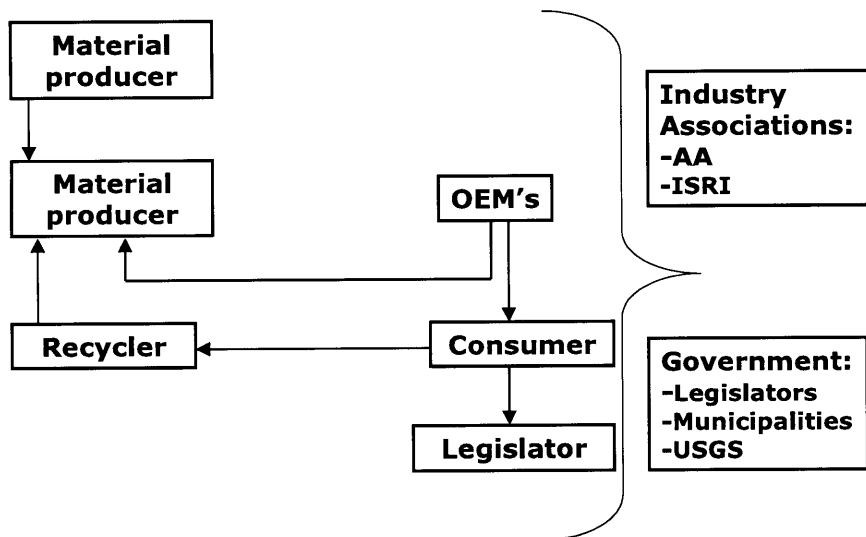 Material
producer
Material
producer
OEM's
Recycler
Consumer
Legislator
Industry
Associations:
-AA
-ISRI
Government:
-Legislators
-Municipalities
-USGS